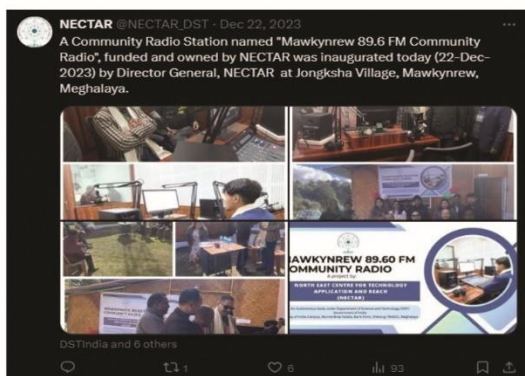 NECTAR @NECTAR_DST · Dec 22, 2023
A Community Radio Station named "Mawkynrew 89.6 FM Community
Radio", funded and owned by NECTAR was inaugurated today (22-Dec-
2023) by Director General, NECTAR at Jongksha Village, Mawkynrew,
Meghalaya.
MAWKYNREW 89.60 FM
COMMUNITY RADIO
A project by
NORTH EAST CENTRE FOR TECHNOLOGY
APPLICATION AND REACH
(NECTAR)
Government of India
DSTIndia and 6 others
1 6 93